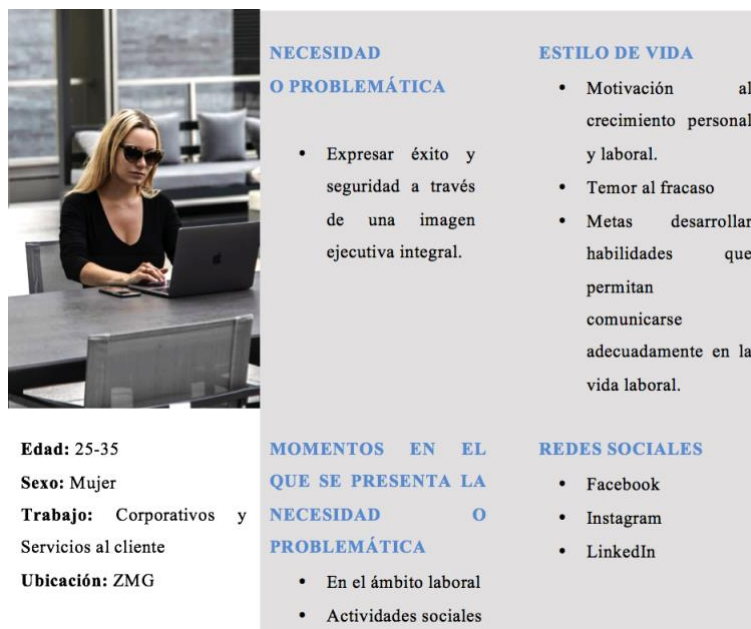 NECESIDAD
O PROBLEMÁTICA
• Expresar éxito y
seguridad a través
de una imagen
ejecutiva integral.
ESTILO DE VIDA
• Motivación al
crecimiento personal
y laboral.
• Temor al fracaso
• Metas desarrollar
habilidades que
permitan
comunicarse
adecuadamente en la
vida laboral.
Edad: 25-35
Sexo: Mujer
Trabajo: Corporativos y
Servicios al cliente
Ubicación: ZMG
MOMENTOS EN EL
QUE SE PRESENTA LA
NECESIDAD O
PROBLEMÁTICA
• En el ámbito laboral
• Actividades sociales
REDES SOCIALES
• Facebook
• Instagram
• LinkedIn